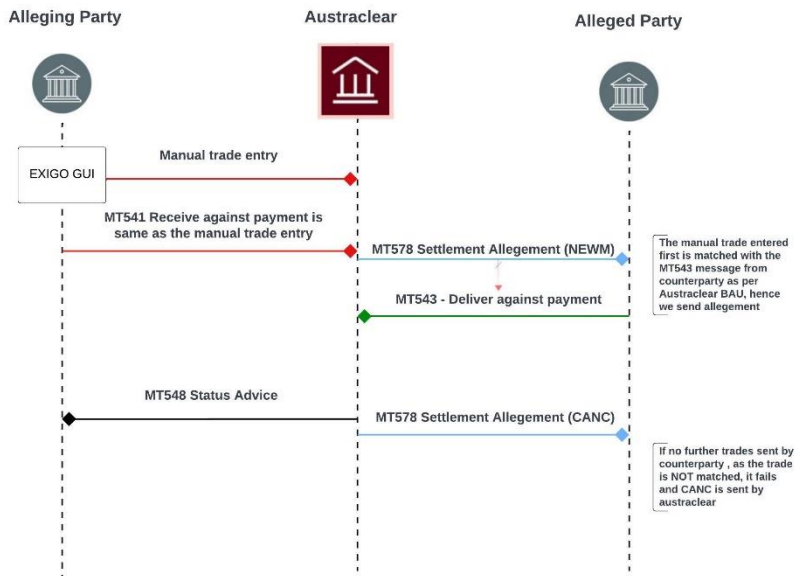 Alleging Party
Austraclear
Alleged Party
EXIGO GUI
Manual trade entry
MT541 Receive against payment is
same as the manual trade entry
MT578 Settlement Allegement (NEWM)
The manual trade entered
first is matched with the
MT543 message from
counterparty as per
Austraclear BAU, hence
we send allegement
MT543 - Deliver against payment
MT548 Status Advice
MT578 Settlement Allegement (CANC)
If no further trades sent by
counterparty , as the trade
is NOT matched, it fails
and CANC is sent by
austraclear